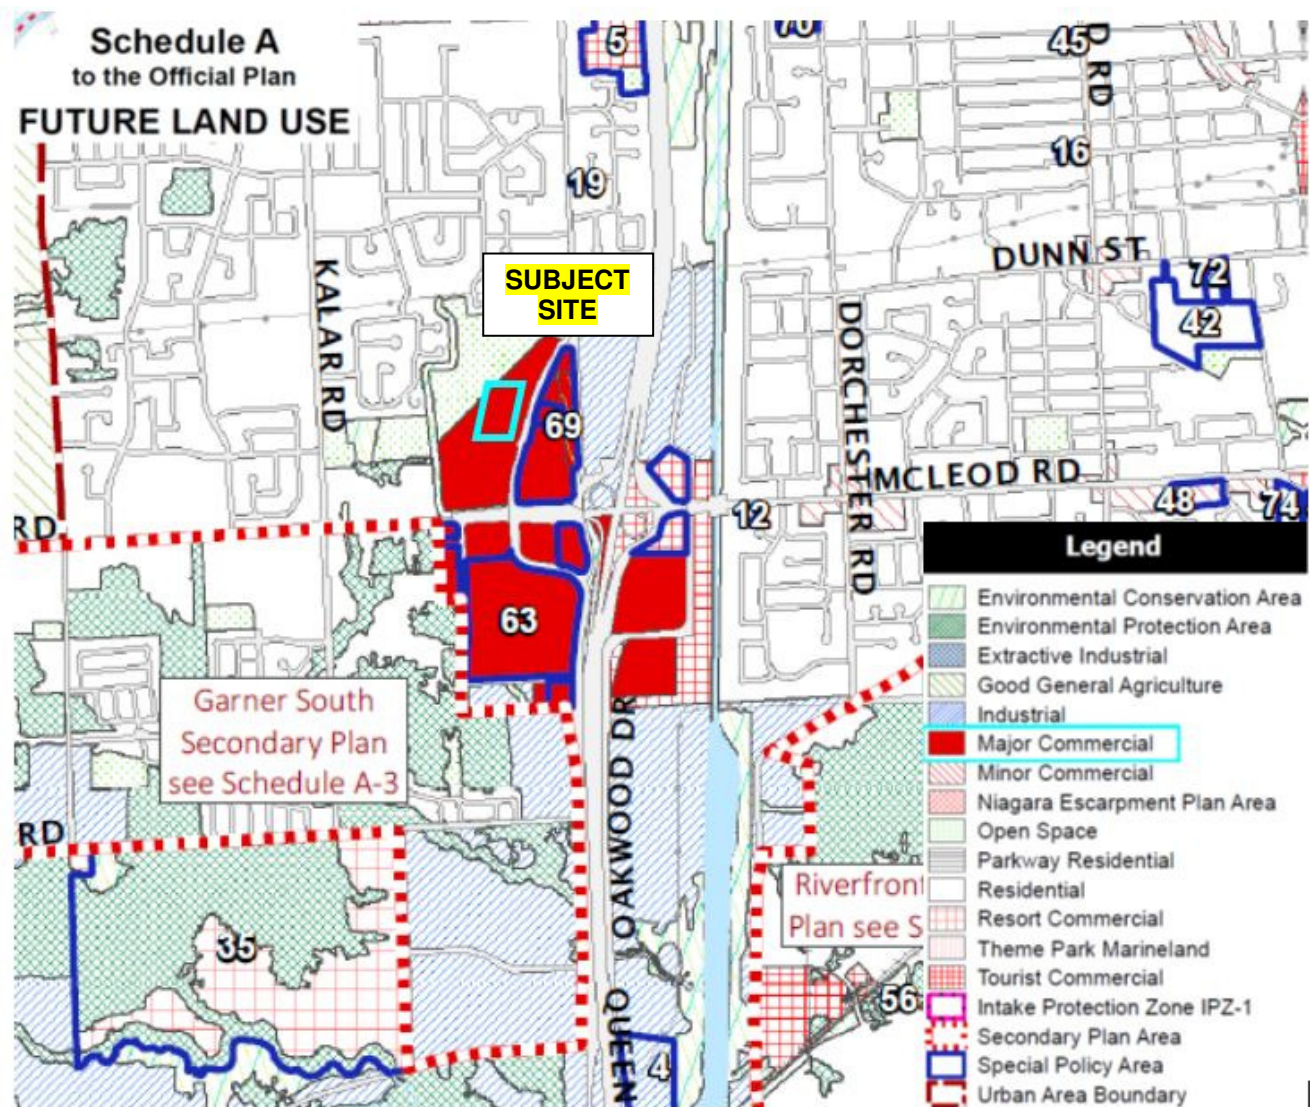 Schedule A
to the Official Plan
FUTURE LAND USE
5
70
45
D RD
16
19
DUNN ST
72
42
SUBJECT
SITE
KALAR RD
DORCHESTER RD
69
MCLEOD RD
48
74
12
RD
63
Garner South
Secondary Plan
see Schedule A-3
OAKWOOD DR
RD
35
QUEEN
4
Riverfront
Plan see S
56
Legend
Environmental Conservation Area
Environmental Protection Area
Extractive Industrial
Good General Agriculture
Industrial
Major Commercial
Minor Commercial
Niagara Escarpment Plan Area
Open Space
Parkway Residential
Residential
Resort Commercial
Theme Park Marineland
Tourist Commercial
Intake Protection Zone IPZ-1
Secondary Plan Area
Special Policy Area
Urban Area Boundary